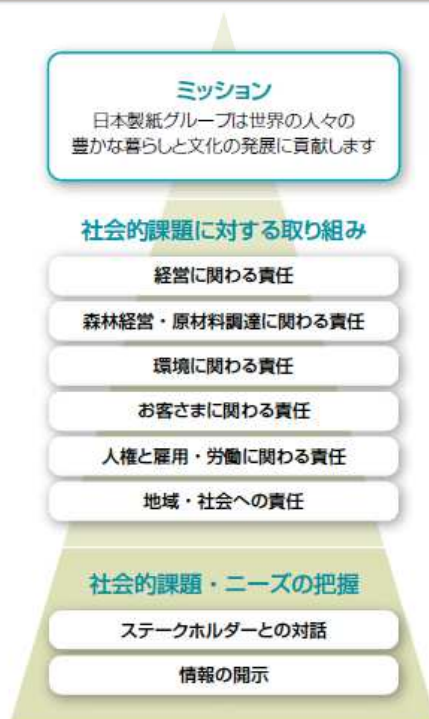 ミッション
日本製紙グループは世界の人々の
豊かな暮らしと文化の発展に貢献します
社会的課題に対する取り組み
経営に関わる責任
森林経営・原材料調達に関わる責任
環境に関わる責任
お客さまに関わる責任
人権と雇用・労働に関わる責任
地域・社会への責任
社会的課題・ニーズの把握
ステークホルダーとの対話
情報の開示